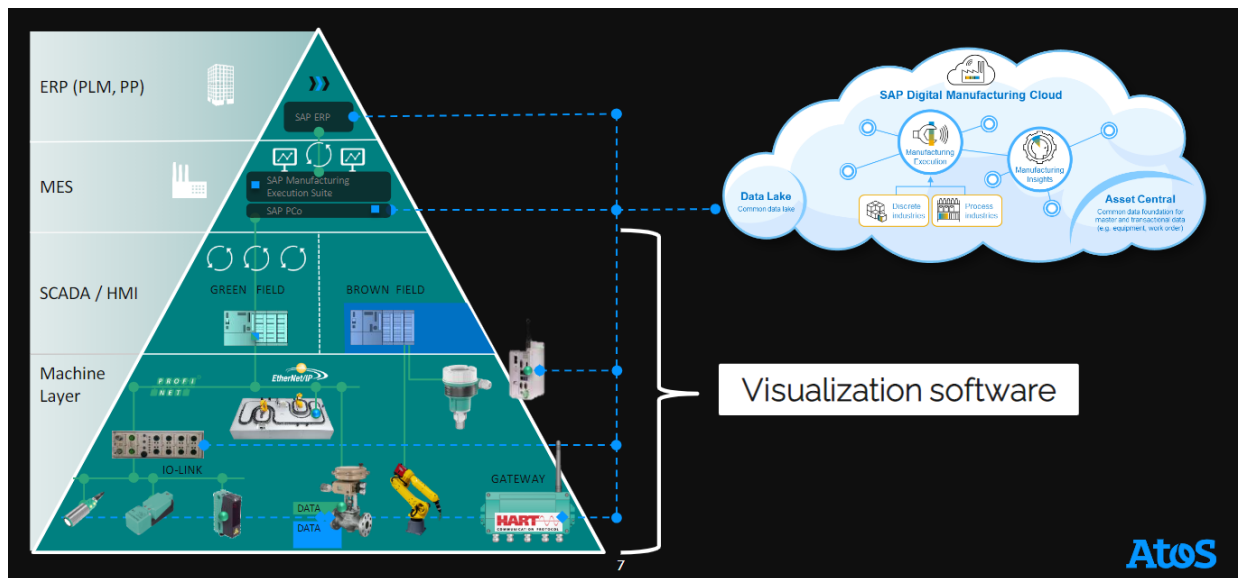 ERP (PLM, PP)
SAP ERP
MES
SAP Manufacturing
Execution Suite
SAP PCo
SCADA / HMI
GREEN FIELD
BROWN FIELD
Machine
Layer
PROFI
NET
EtherNet/IP
IO-LINK
DATA
DATA
GATEWAY
HART
COMMUNICATION PROTOCOL
SAP Digital Manufacturing Cloud
Manufacturing
Execution
Manufacturing
Insights
Data Lake
Common data lake
Discrete
industries
Process
industries
Asset Central
Common data foundation for
master and transactional data
(e.g. equipment, work order)
Visualization software
7
Atos